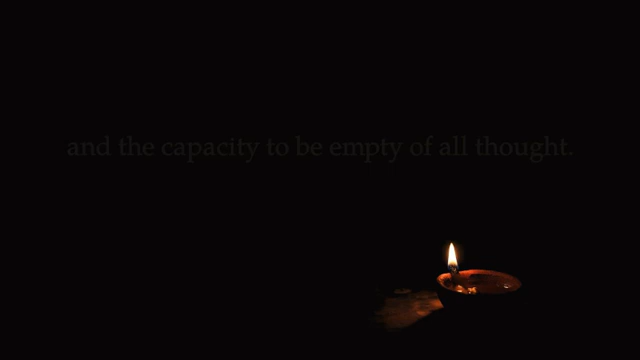 and the capacity to be empty of all thought.